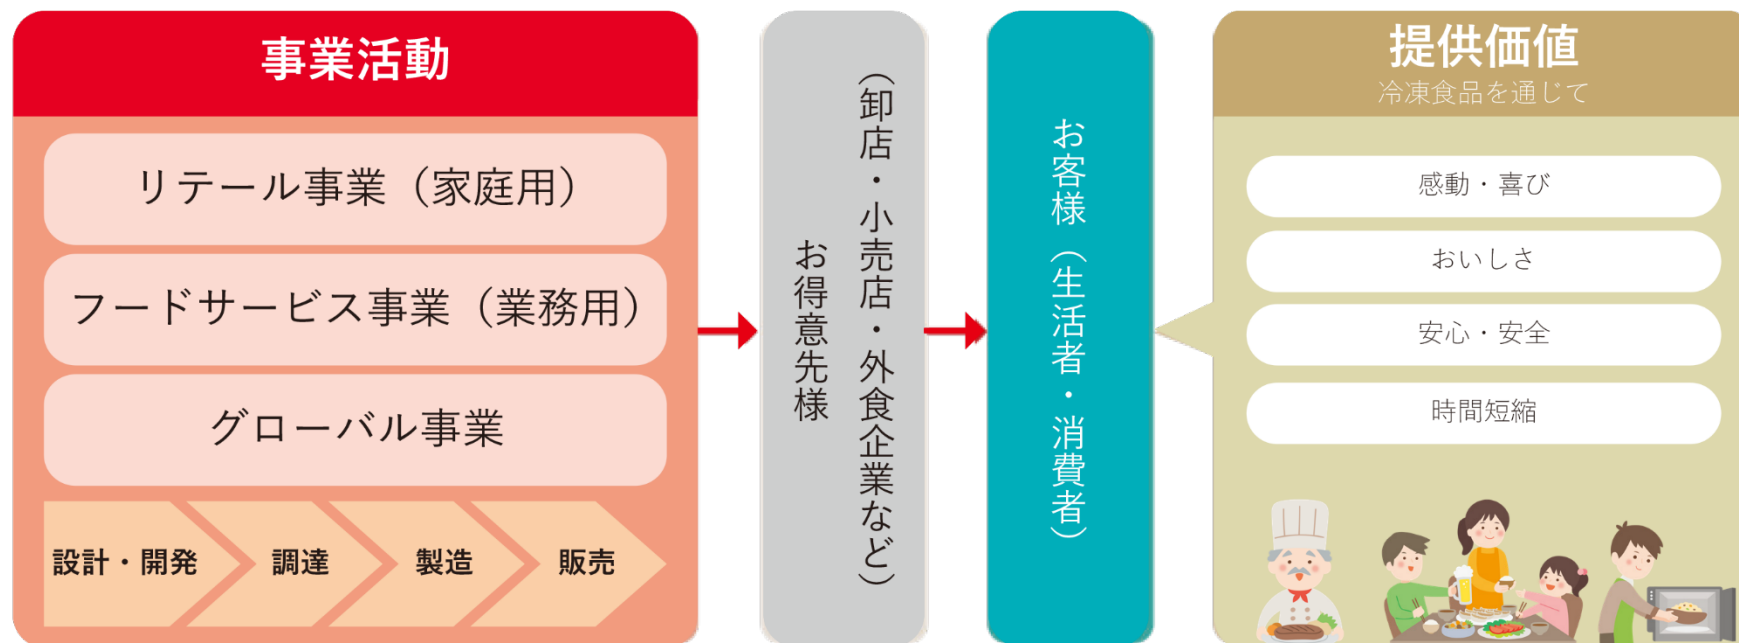 事業活動
リテール事業（家庭用）
フードサービス事業（業務用）
グローバル事業
設計・開発
調達
製造
販売
（卸店・小売店・外食企業など）
お得意先様
お客様（生活者・消費者）
提供価値
冷凍食品を通じて
感動・喜び
おいしさ
安心・安全
時間短縮